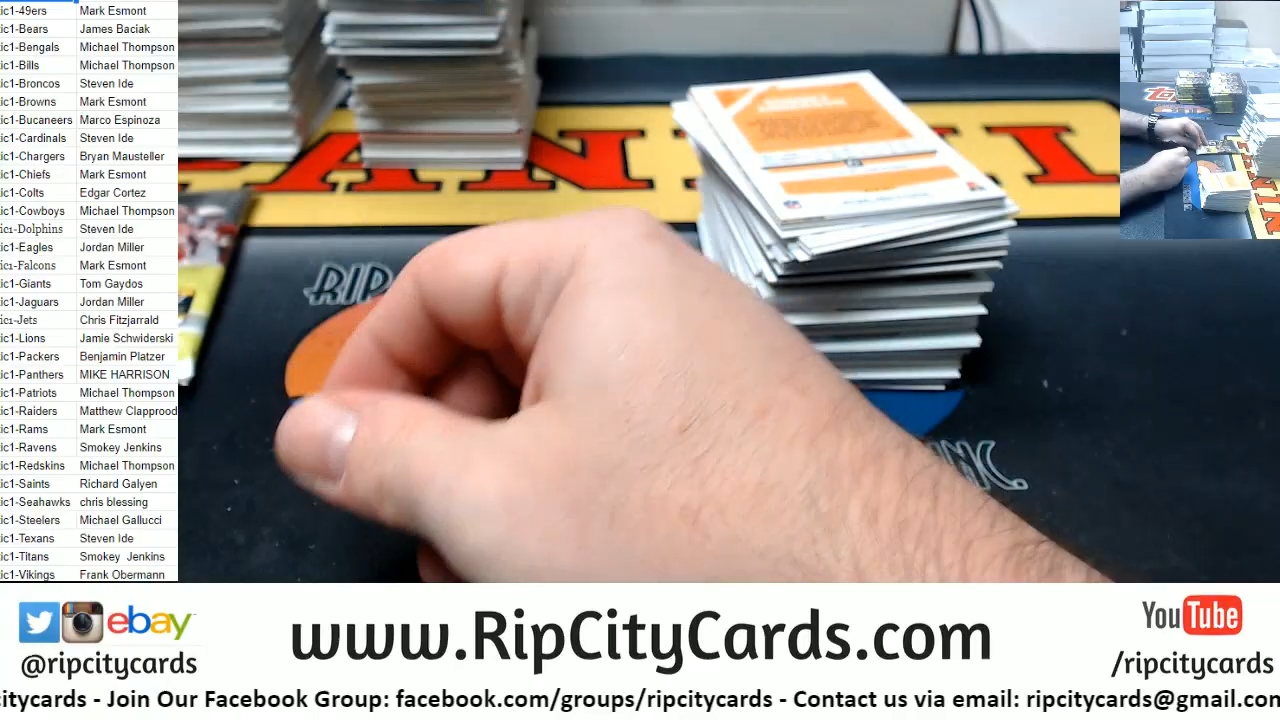 ic1-49ers Mark Esmont
ic1-Bears James Baciak
ic1-Bengals Michael Thompson
ic1-Bills Michael Thompson
ic1-Broncos Steven Ide
ic1-Browns Mark Esmont
ic1-Bucaneers Marco Espinoza
ic1-Cardinals Steven Ide
ic1-Chargers Bryan Mausteller
ic1-Chiefs Mark Esmont
ic1-Colts Edgar Cortez
ic1-Cowboys Michael Thompson
ic1-Dolphins Steven Ide
ic1-Eagles Jordan Miller
ic1-Falcons Mark Esmont
ic1-Giants Tom Gaydos
ic1-Jaguars Jordan Miller
ic1-Jets Chris Fitzjarrald
ic1-Lions Jamie Schwiderski
ic1-Packers Benjamin Platzer
ic1-Panthers MIKE HARRISON
ic1-Patriots Michael Thompson
ic1-Raiders Matthew Clapprood
ic1-Rams Mark Esmont
ic1-Ravens Smokey Jenkins
ic1-Redskins Michael Thompson
ic1-Saints Richard Galyen
ic1-Seahawks chris blessing
ic1-Steelers Michael Gallucci
ic1-Texans Steven Ide
ic1-Titans Smokey Jenkins
ic1-Vikings Frank Obermann
PANINI
RIP
INC.
ebay
@ripcitycards
www.RipCityCards.com
YouTube
/ripcitycards
citycards - Join Our Facebook Group: facebook.com/groups/ripcitycards - Contact us via email: ripcitycards@gmail.com